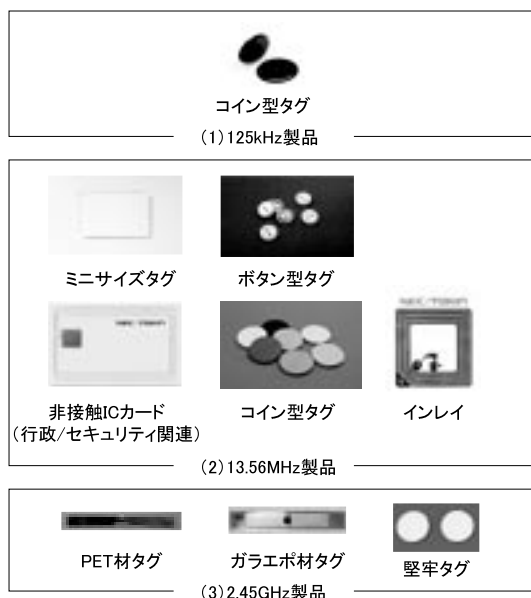 コイン型タグ
(1)125kHz製品
ミニサイズタグ
ボタン型タグ
NEC/TOKIN
NEC/TOKIN
非接触ICカード
(行政/セキュリティ関連)
コイン型タグ
インレイ
(2)13.56MHz製品
PET材タグ
ガラエポ材タグ
堅牢タグ
(3)2.45GHz製品